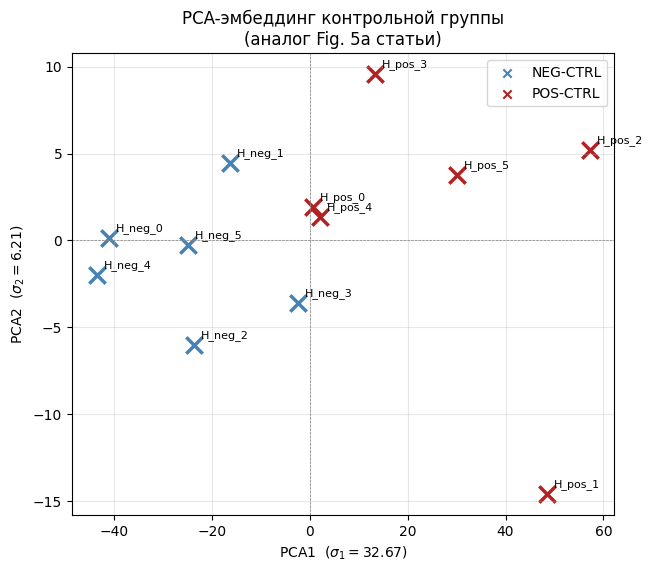 PCA-эмбеддинг контрольной группы
(аналог Fig. 5a статьи)
NEG-CTRL
POS-CTRL
H_pos_3
H_pos_2
H_neg_1
H_pos_5
H_pos_0
H_pos_4
H_neg_0
H_neg_5
H_neg_4
H_neg_3
H_neg_2
H_pos_1
10
5
0
−5
−10
−15
PCA2 (σ₂ = 6.21)
−40 −20 0 20 40 60
PCA1 (σ₁ = 32.67)